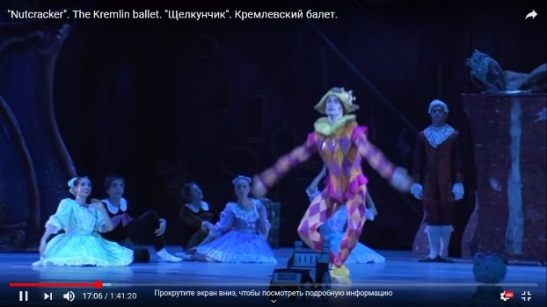 "Nutcracker". The Kremlin ballet. "Щелкунчик". Кремлевский балет.
17:06 / 1:41:20
Прокрутите экран вниз, чтобы посмотреть подробную информацию